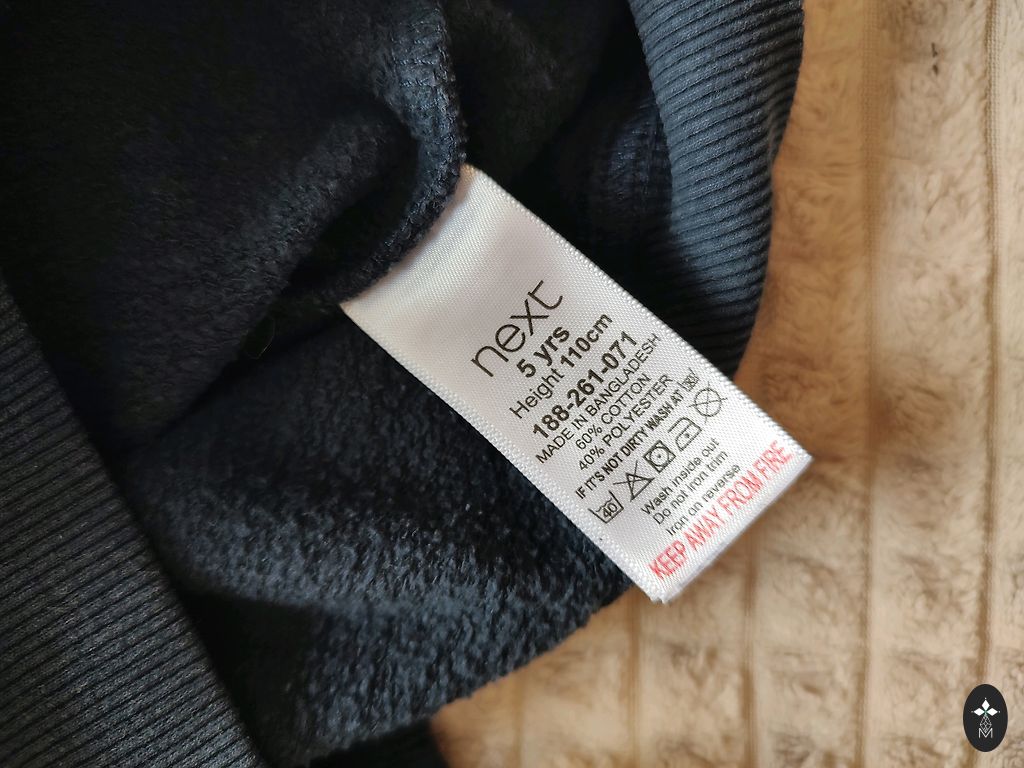 next
5 yrs
Height 110cm
188-261-071
MADE IN BANGLADESH
60% COTTON
40% POLYESTER
IF IT'S NOT DIRTY WASH AT 30
40
Wash inside out
Do not iron trim
Iron on reverse
KEEP AWAY FROM FIRE
M